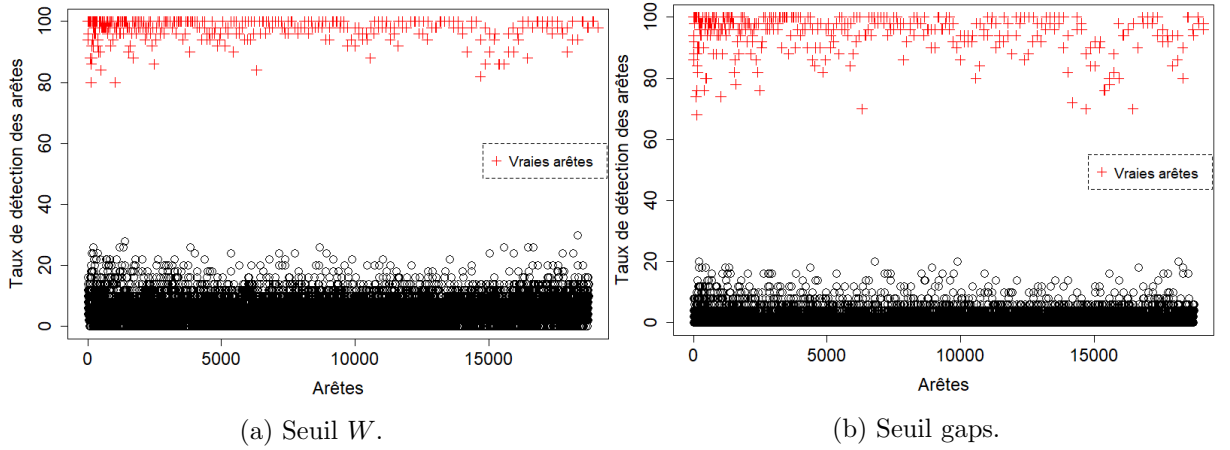 Taux de détection des arêtes
100
80
60
40
20
0
Vraies arêtes
0 5000 10000 15000
Arêtes
(a) Seuil W.
Taux de détection des arêtes
100
80
60
40
20
0
Vraies arêtes
0 5000 10000 15000
Arêtes
(b) Seuil gaps.